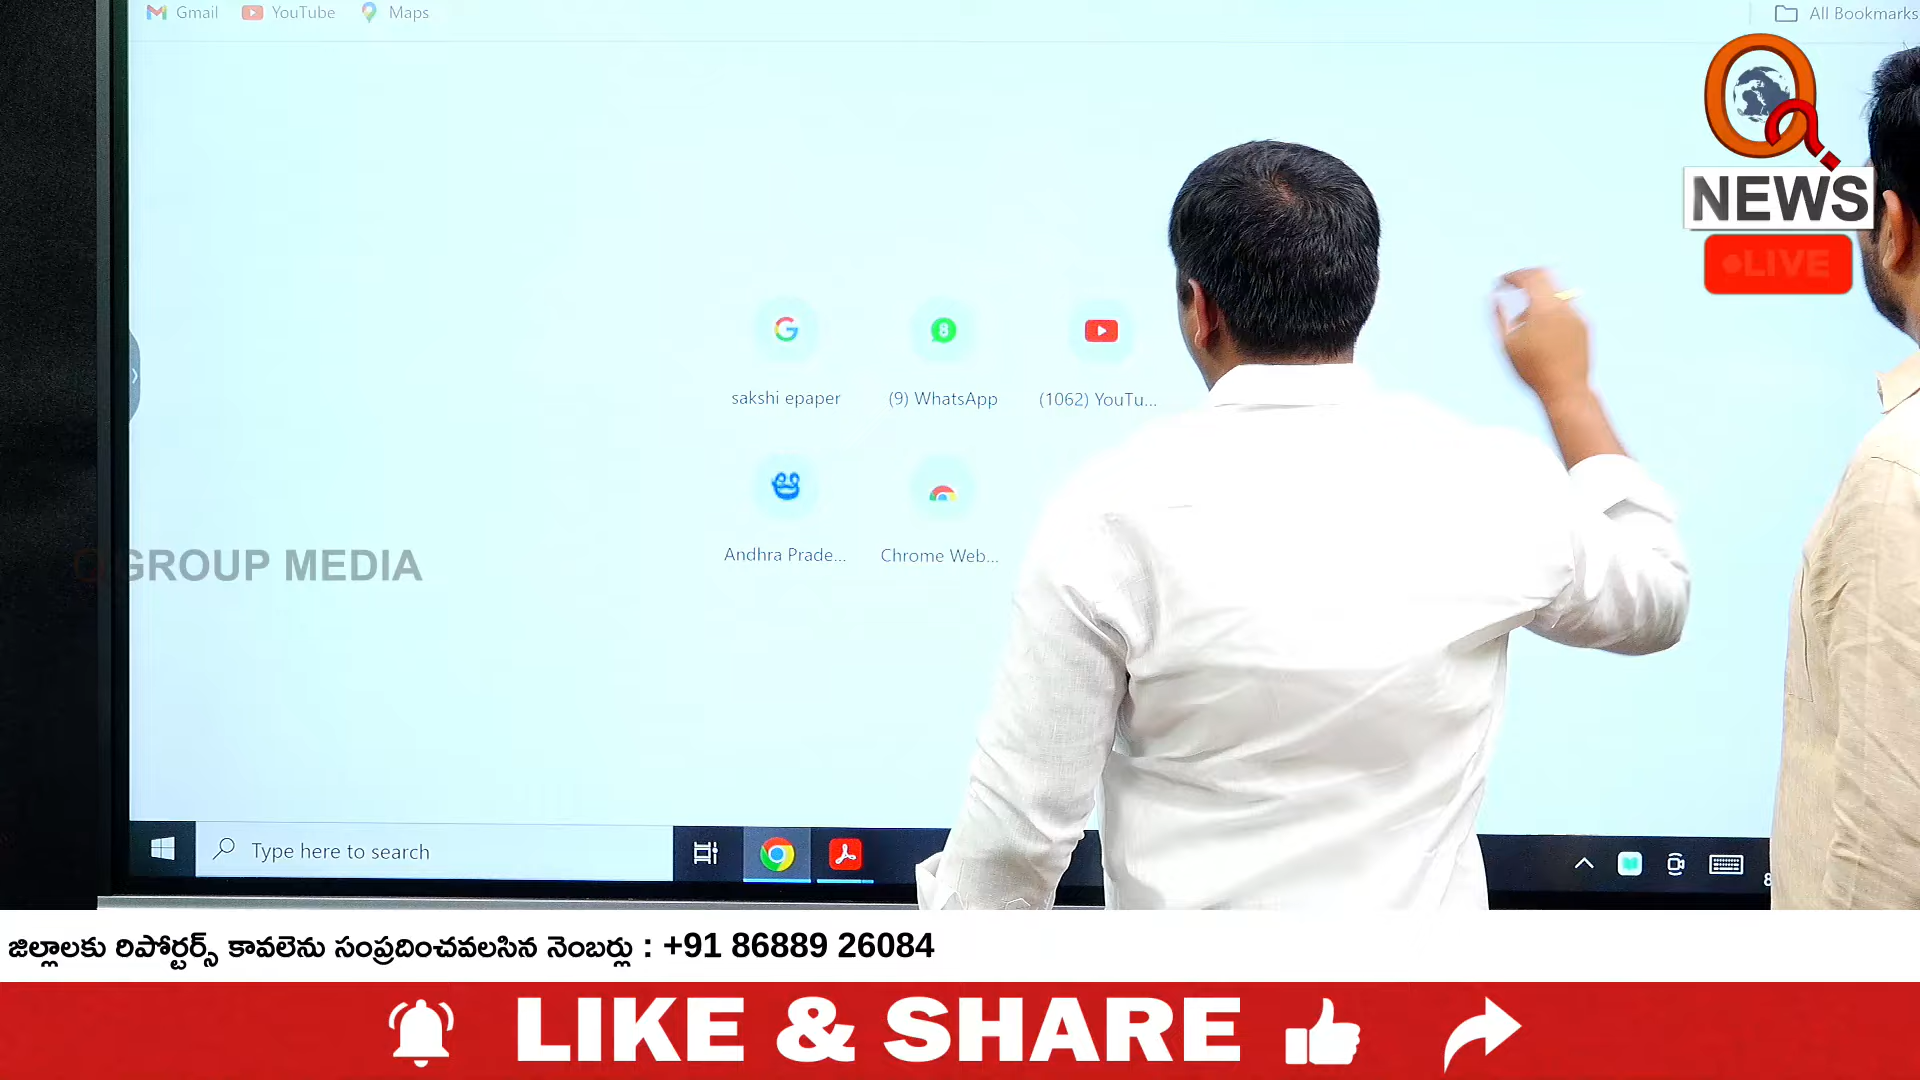 Gmail YouTube Maps All Bookmarks
NEWS
LIVE
sakshi epaper (9) WhatsApp (1062) YouTu...
8
Andhra Prade... Chrome Web...
Q GROUP MEDIA
Type here to search
జిల్లాలకు రిపోర్టర్స్ కావలెను సంప్రదించవలసిన నెంబర్లు : +91 86889 26084
LIKE & SHARE